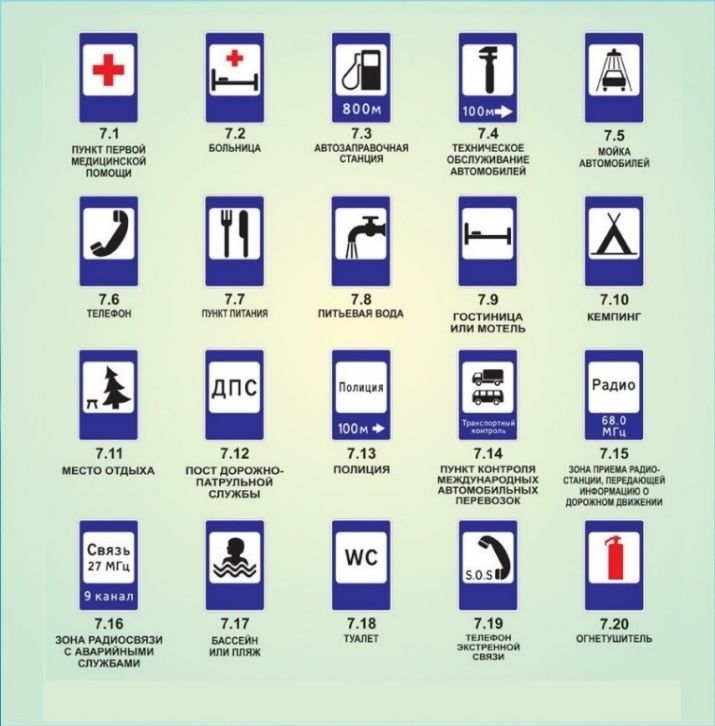 800м
100м
7.1
ПУНКТ ПЕРВОЙ
МЕДИЦИНСКОЙ
ПОМОЩИ
7.2
БОЛЬНИЦА
7.3
АВТОЗАПРАВОЧНАЯ
СТАНЦИЯ
7.4
ТЕХНИЧЕСКОЕ
ОБСЛУЖИВАНИЕ
АВТОМОБИЛЕЙ
7.5
МОЙКА
АВТОМОБИЛЕЙ
7.6
ТЕЛЕФОН
7.7
ПУНКТ ПИТАНИЯ
7.8
ПИТЬЕВАЯ ВОДА
7.9
ГОСТИНИЦА
ИЛИ МОТЕЛЬ
7.10
КЕМПИНГ
ДПС
Полиция
100м
Транспортный
контроль
Радио
68.0
МГц
7.11
МЕСТО ОТДЫХА
7.12
ПОСТ ДОРОЖНО-
ПАТРУЛЬНОЙ
СЛУЖБЫ
7.13
ПОЛИЦИЯ
7.14
ПУНКТ КОНТРОЛЯ
МЕЖДУНАРОДНЫХ
АВТОМОБИЛЬНЫХ
ПЕРЕВОЗОК
7.15
ЗОНА ПРИЕМА РАДИО-
СТАНЦИИ, ПЕРЕДАЮЩЕЙ
ИНФОРМАЦИЮ О
ДОРОЖНОМ ДВИЖЕНИИ
Связь
27 МГц
9 канал
WC
S.O.S
7.16
ЗОНА РАДИОСВЯЗИ
С АВАРИЙНЫМИ
СЛУЖБАМИ
7.17
БАССЕЙН
ИЛИ ПЛЯЖ
7.18
ТУАЛЕТ
7.19
ТЕЛЕФОН
ЭКСТРЕННОЙ
СВЯЗИ
7.20
ОГНЕТУШИТЕЛЬ